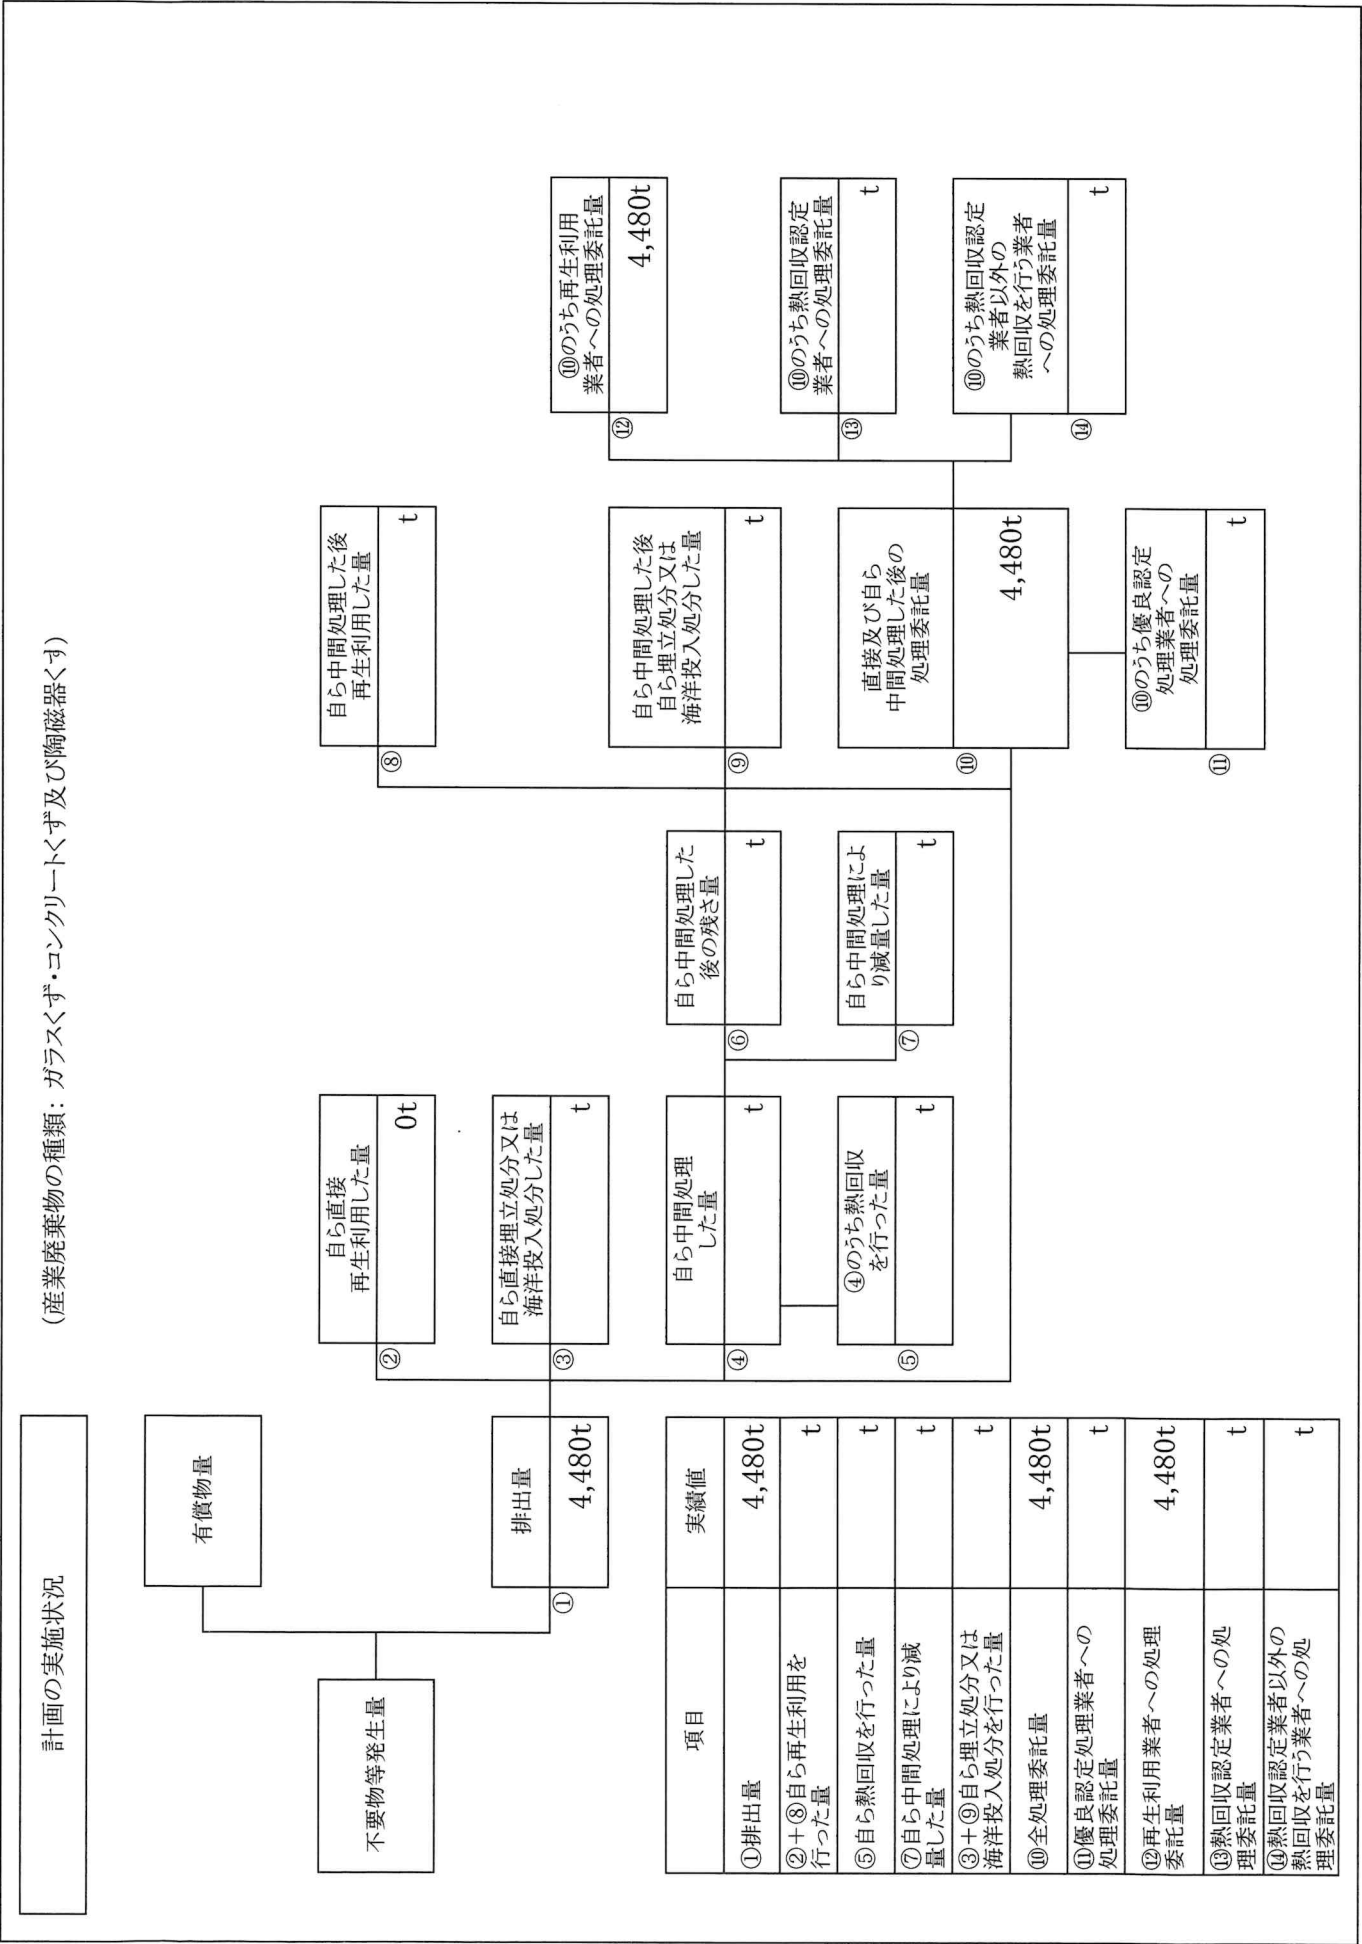 計画の実施状況
(産業廃棄物の種類: ガラスくず・コンクリートくず及び陶磁器くす)
不要物等発生量
有償物量
①
排出量
4,480t
②
自ら直接
再生利用した量
0t
③
自ら直接埋立処分又は
海洋投入処分した量
t
④
自ら中間処理
した量
t
⑤
④のうち熱回収
を行った量
t
⑥
自ら中間処理した
後の残さ量
t
⑦
自ら中間処理によ
り減量した量
t
⑧
自ら中間処理した後
再生利用した量
t
⑨
自ら中間処理した後
自ら埋立処分又は
海洋投入処分した量
t
⑩
直接及び自ら
中間処理した後の
処理委託量
4,480t
⑪
⑩のうち優良認定
処理業者への
処理委託量
t
⑫
⑩のうち再生利用
業者への処理委託量
4,480t
⑬
⑩のうち熱回収認定
業者への処理委託量
t
⑭
⑩のうち熱回収認定
業者以外の
熱回収を行う業者
への処理委託量
t
項目 実績値
①排出量 4,480t
②+⑧自ら再生利用を
行った量 t
⑤自ら熱回収を行った量 t
⑦自ら中間処理により減
量した量 t
③+⑨自ら埋立処分又は
海洋投入処分を行った量 t
⑩全処理委託量 4,480t
⑪優良認定処理業者への
処理委託量 t
⑫再生利用業者への処理
委託量 4,480t
⑬熱回収認定業者への処
理委託量 t
⑭熱回収認定業者以外の
熱回収を行う業者への処
理委託量 t